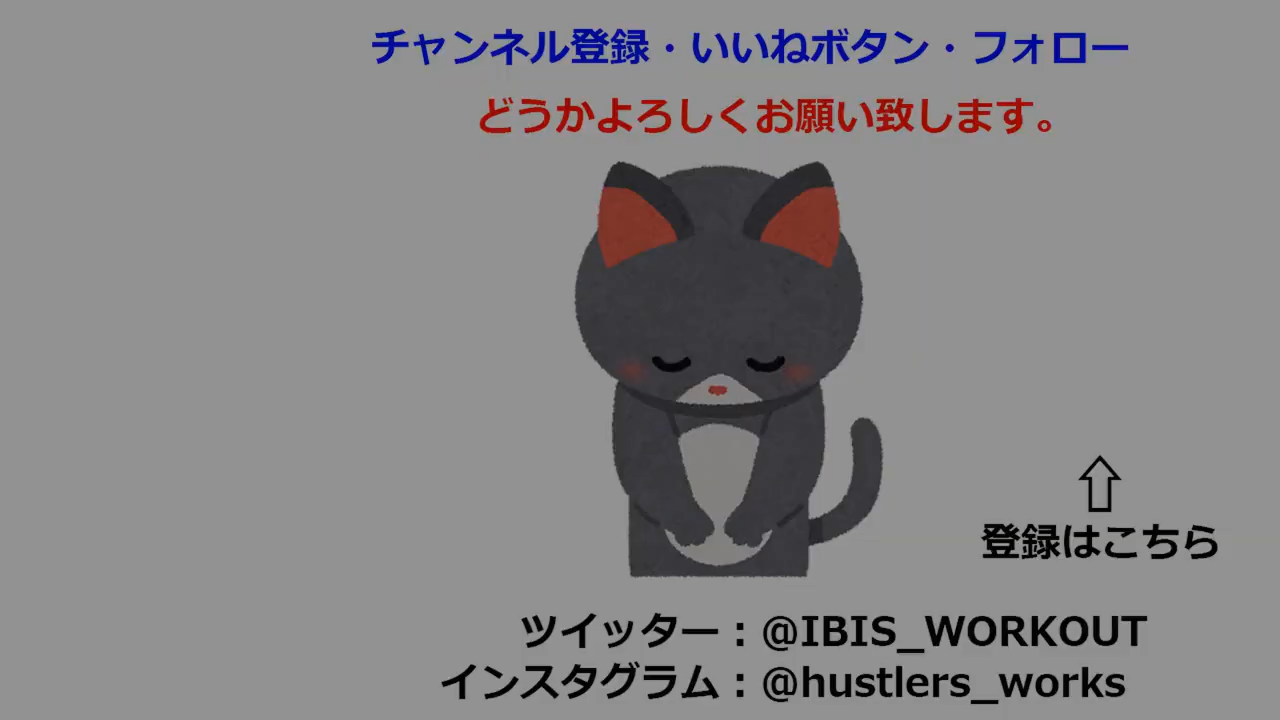 チャンネル登録・いいねボタン・フォロー
どうかよろしくお願い致します。
⇧
登録はこちら
ツイッター：@IBIS_WORKOUT
インスタグラム：@hustlers_works